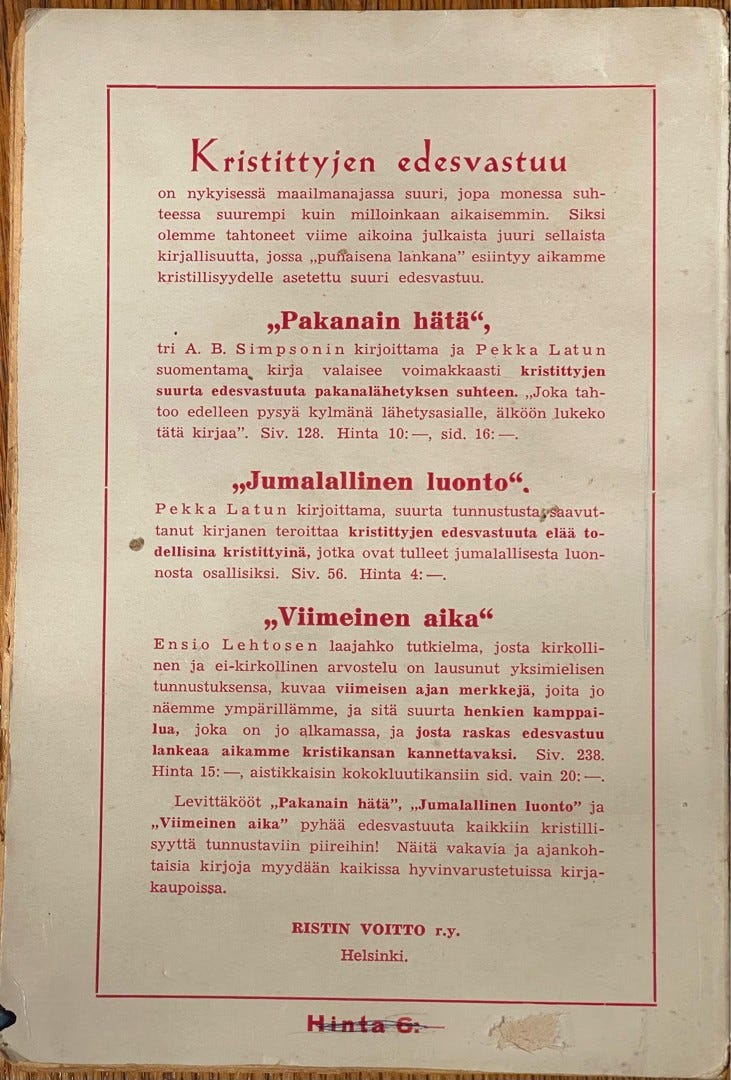 Kristittyjen edesvastuu
on nykyisessä maailmanajassa suuri, jopa monessa suh-
teessa suurempi kuin milloinkaan aikaisemmin. Siksi
olemme tahtoneet viime aikoina julkaista juuri sellaista
kirjallisuutta, jossa „punaisena lankana” esiintyy aikamme
kristillisyydelle asetettu suuri edesvastuu.
„Pakanain hätä“,
tri A. B. Simpsonin kirjoittama ja Pekka Latun
suomentama kirja valaisee voimakkaasti kristittyjen
suurta edesvastuuta pakanalähetyksen suhteen. „Joka tah-
too edelleen pysyä kylmänä lähetysasialle, älköön lukeko
tätä kirjaa”. Siv. 128. Hinta 10: —, sid. 16: —.
„Jumalallinen luonto“.
Pekka Latun kirjoittama, suurta tunnustusta saavut-
tanut kirjanen teroittaa kristittyjen edesvastuuta elää to-
dellisina kristittyinä, jotka ovat tulleet jumalallisesta luon-
nosta osallisiksi. Siv. 56. Hinta 4: —.
„Viimeinen aika“
Ensio Lehtosen laajahko tutkielma, josta kirkolli-
nen ja ei-kirkollinen arvostelu on lausunut yksimielisen
tunnustuksensa, kuvaa viimeisen ajan merkkejä, joita jo
näemme ympärillämme, ja sitä suurta henkien kamppai-
lua, joka on jo alkamassa, ja josta raskas edesvastuu
lankeaa aikamme kristikansan kannettavaksi. Siv. 238.
Hinta 15: —, aistikkaisin kokokluutikansiin sid. vain 20: —.
Levittäkööt „Pakanain hätä”, „Jumalallinen luonto” ja
„Viimeinen aika” pyhää edesvastuuta kaikkiin kristilli-
syyttä tunnustaviin piireihin! Näitä vakavia ja ajankoh-
taisia kirjoja myydään kaikissa hyvinvarustetuissa kirja-
kaupoissa.
RISTIN VOITTO r.y.
Helsinki.
Hinta 6: —